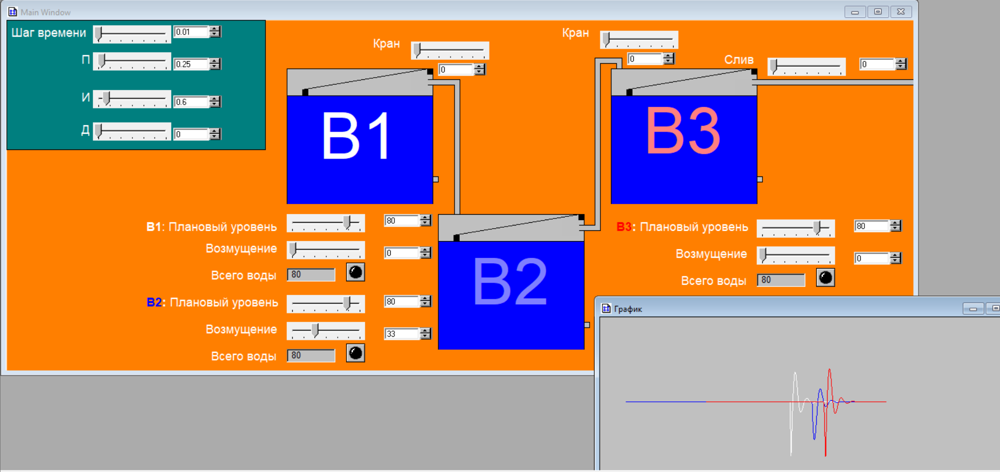 Main Window
Шаг времени 0.01
П 0.25
И 0.6
Д 0
Кран 0
Кран 0
Слив 0
B1
B3
B2
B1: Плановый уровень 80
Возмущение 0
Всего воды 80
B2: Плановый уровень 80
Возмущение 33
Всего воды 80
B3: Плановый уровень 80
Возмущение 0
Всего воды 80
График